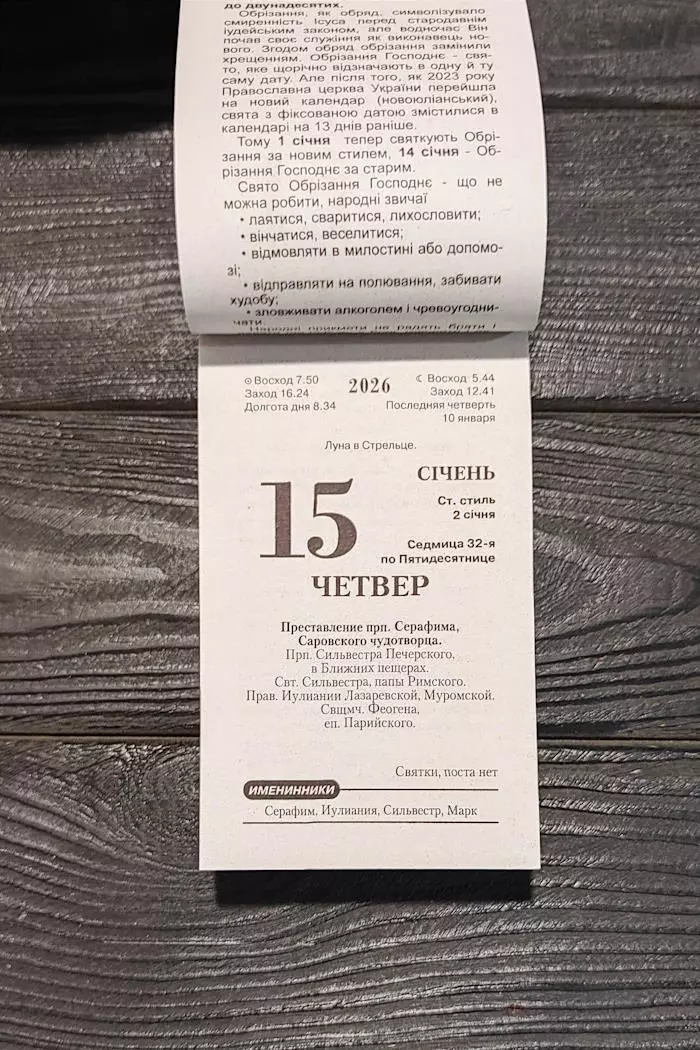 до двунадесятих.
Обрізання, як обряд, символізувало
смиренність Ісуса перед стародавнім
іудейським законом, але водночас Він
почав своє служіння як виконавець но-
вого. Згодом обряд обрізання замінили
хрещенням. Обрізання Господнє - свя-
то, яке щорічно відзначають в одну й ту
саму дату. Але після того, як 2023 року
Православна церква України перейшла
на новий календар (новоюліанський),
свята з фіксованою датою змістилися в
календарі на 13 днів раніше.
Тому 1 січня тепер святкують Обрі-
зання за новим стилем, 14 січня - Об-
різання Господнє за старим.
Свято Обрізання Господнє - що не
можна робити, народні звичаї
• лаятися, сваритися, лихословити;
• вінчатися, веселитися;
• відмовляти в милостині або допомо-
зі;
• відправляти на полювання, забивати
худобу;
• зловживати алкоголем і чревоугодни-
чати.
Народні прикмети не радять брати і
Восход 7.50
Заход 16.24
Долгота дня 8.34
2026
☾ Восход 5.44
Заход 12.41
Последняя четверть
10 января
Луна в Стрельце.
15
СІЧЕНЬ
Ст. стиль
2 січня
Седмица 32-я
по Пятидесятнице
ЧЕТВЕР
Преставление прп. Серафима,
Саровского чудотворца.
Прп. Сильвестра Печерского,
в Ближних пещерах.
Свт. Сильвестра, папы Римского.
Прав. Иулиании Лазаревской, Муромской.
Свщмч. Феогена,
еп. Парийского.
Святки, поста нет
ИМЕНИННИКИ
Серафим, Иулиания, Сильвестр, Марк